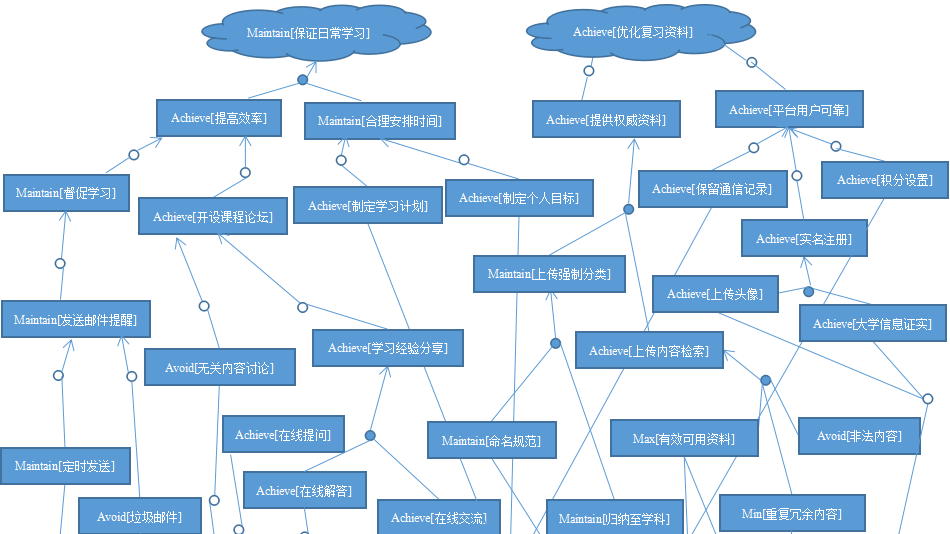 Maintain[保证日常学习]
Achieve[优化复习资料]
Achieve[提高效率]
Maintain[合理安排时间]
Achieve[提供权威资料]
Achieve[平台用户可靠]
Maintain[督促学习]
Achieve[开设课程论坛]
Achieve[制定学习计划]
Achieve[制定个人目标]
Achieve[保留通信记录]
Achieve[积分设置]
Achieve[实名注册]
Maintain[上传强制分类]
Achieve[上传头像]
Maintain[发送邮件提醒]
Achieve[大学信息证实]
Achieve[学习经验分享]
Achieve[上传内容检索]
Avoid[无关内容讨论]
Achieve[在线提问]
Maintain[命名规范]
Max[有效可用资料]
Avoid[非法内容]
Maintain[定时发送]
Achieve[在线解答]
Avoid[垃圾邮件]
Achieve[在线交流]
Maintain[归纳至学科]
Min[重复冗余内容]